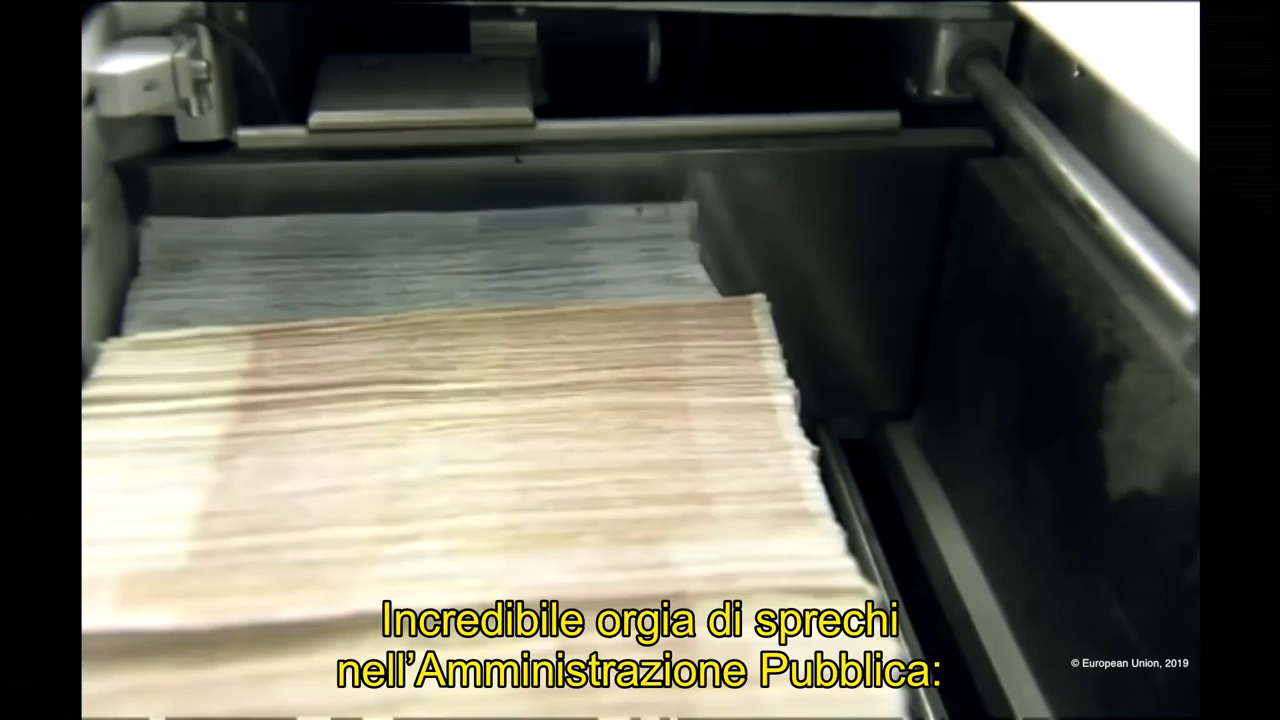 Incredibile orgia di sprechi
nell’Amministrazione Pubblica:
© European Union, 2019